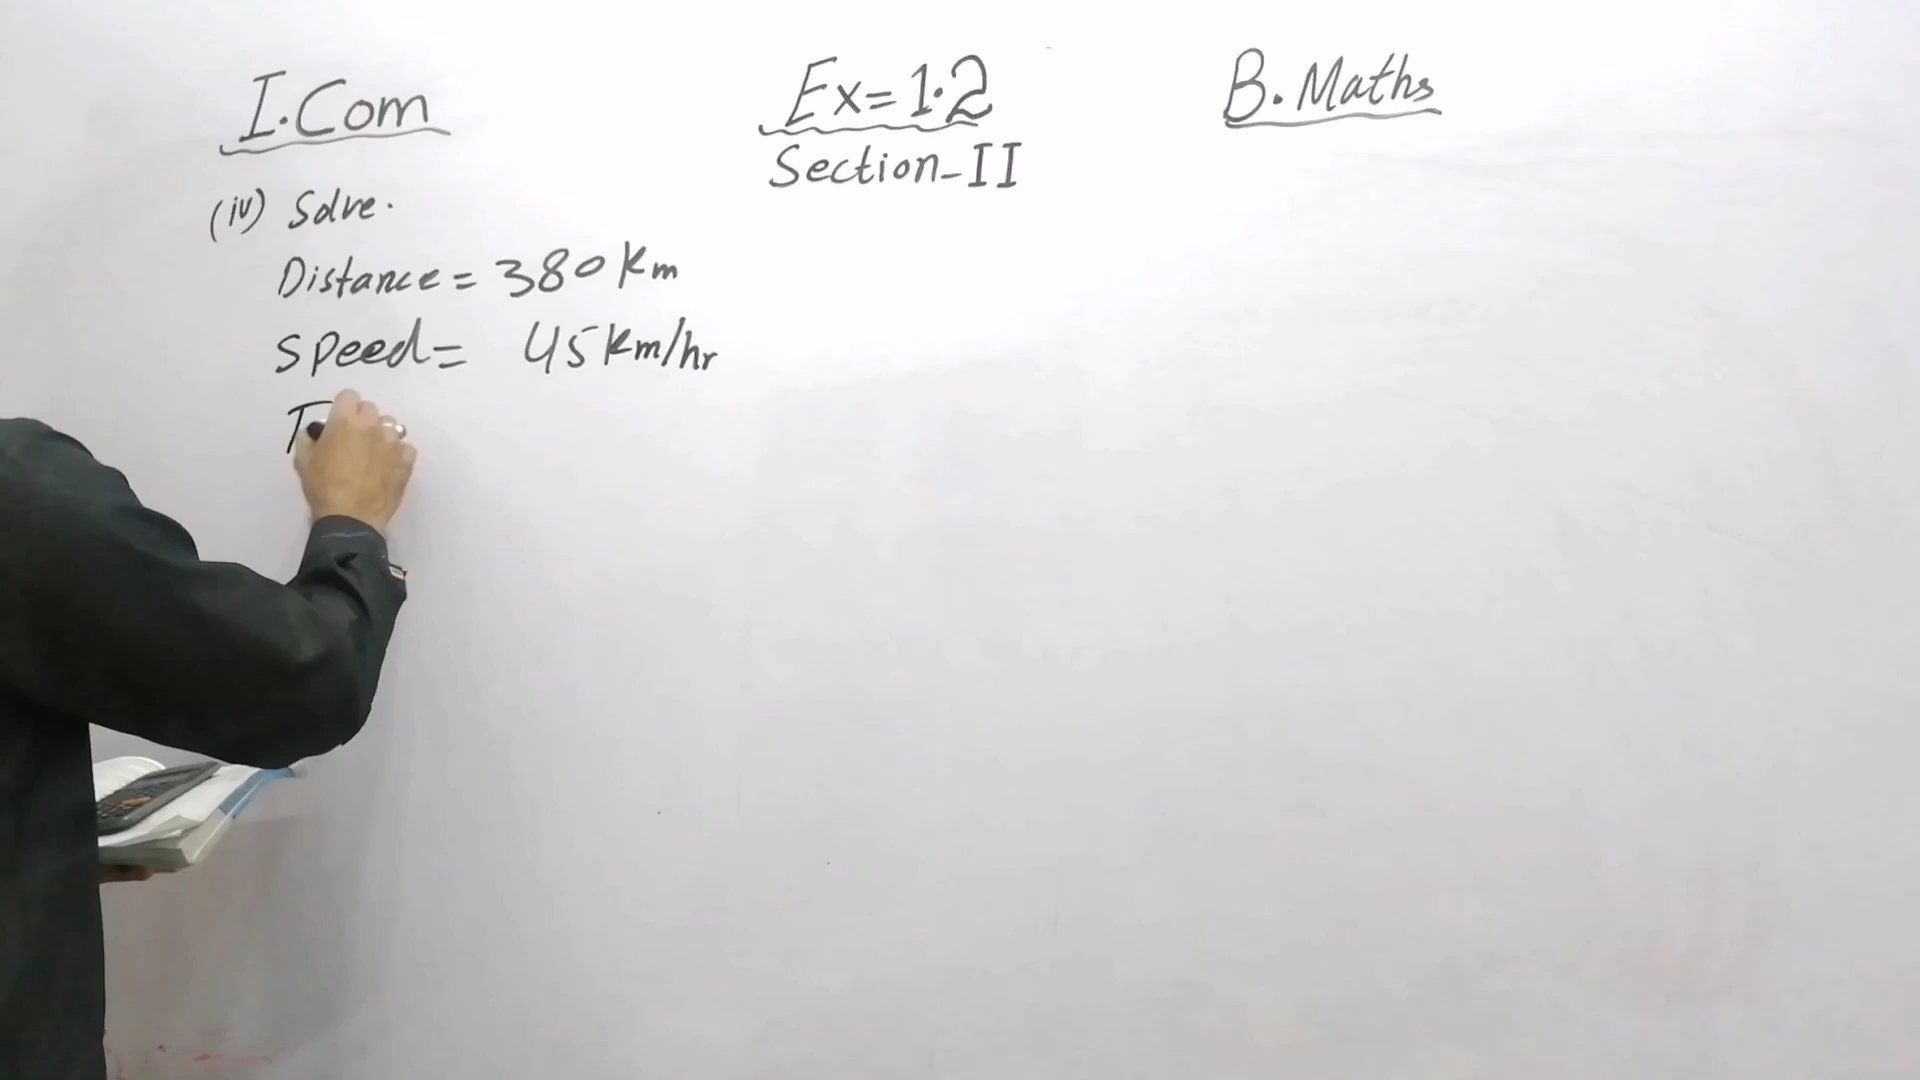 I.Com
Ex=1.2
B.Maths
Section-II
(iv) Solve.
Distance = 380 Km
Speed = 45 Km/hr
T